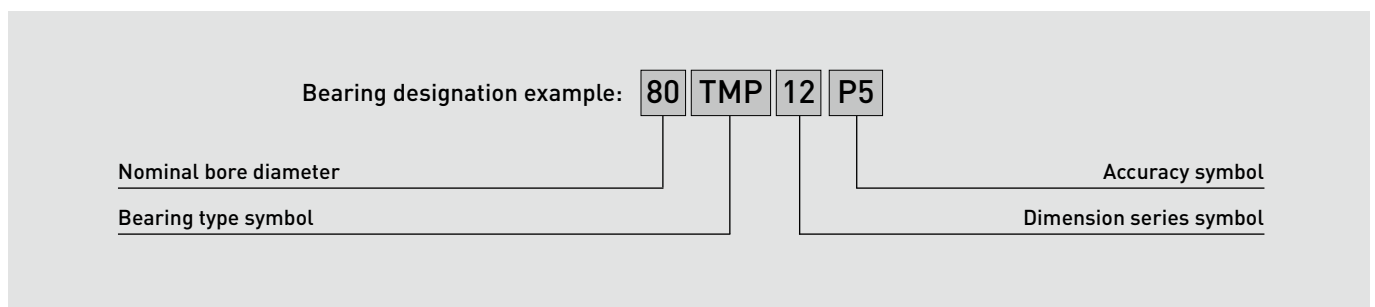 Bearing designation example: 80 TMP 12 P5
Nominal bore diameter
Accuracy symbol
Bearing type symbol
Dimension series symbol